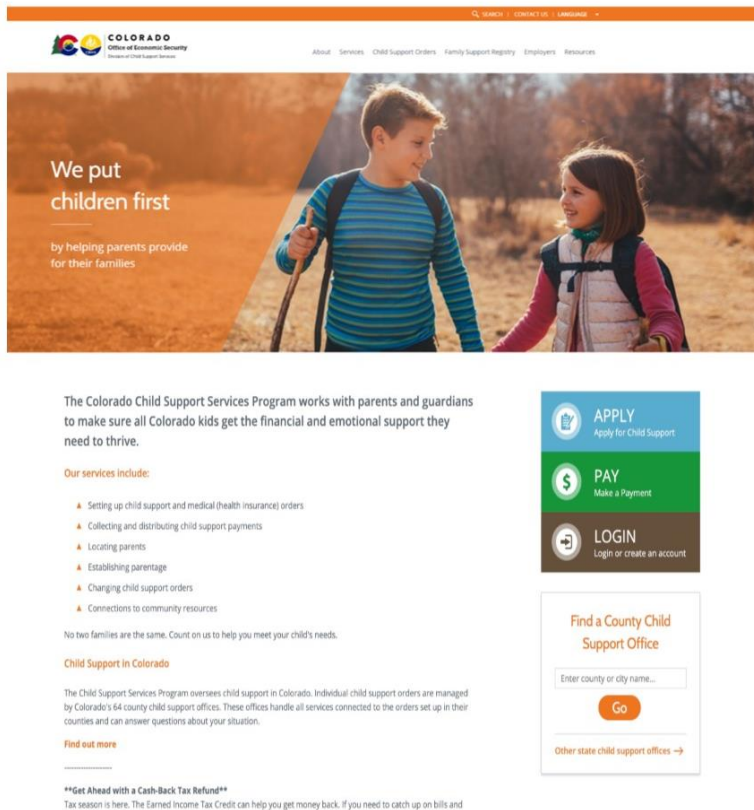 SEARCH | CONTACT US | LANGUAGE
COLORADO
Office of Economic Security
Division of Child Support Services
About Services Child Support Orders Family Support Registry Employers Resources
We put
children first
by helping parents provide
for their families
The Colorado Child Support Services Program works with parents and guardians
to make sure all Colorado kids get the financial and emotional support they
need to thrive.
Our services include:
Setting up child support and medical (health insurance) orders
Collecting and distributing child support payments
Locating parents
Establishing parentage
Changing child support orders
Connections to community resources
No two families are the same. Count on us to help you meet your child's needs.
Child Support in Colorado
The Child Support Services Program oversees child support in Colorado. Individual child support orders are managed
by Colorado's 64 county child support offices. These offices handle all services connected to the orders set up in their
counties and can answer questions about your situation.
Find out more
**Get Ahead with a Cash-Back Tax Refund**
Tax season is here. The Earned Income Tax Credit can help you get money back. If you need to catch up on bills and
APPLY
Apply for Child Support
PAY
Make a Payment
LOGIN
Login or create an account
Find a County Child
Support Office
Enter county or city name...
Go
Other state child support offices →